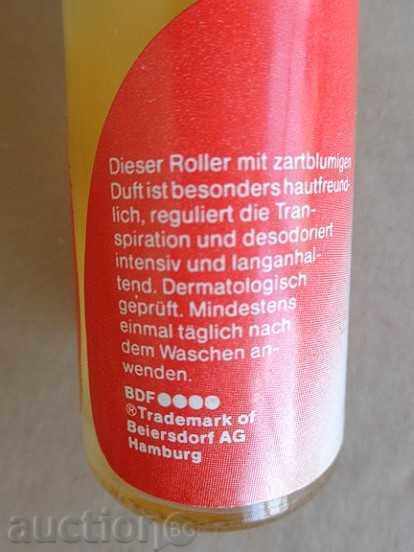 Dieser Roller mit zartblumigen
Duft ist besonders hautfreund-
lich, reguliert die Tran-
spiration und desodoriert
intensiv und langanhal-
tend. Dermatologisch
geprüft. Mindestens
einmal täglich nach
dem Waschen an-
wenden.
BDF●●●●
®Trademark of
Beiersdorf AG
Hamburg
auction BG